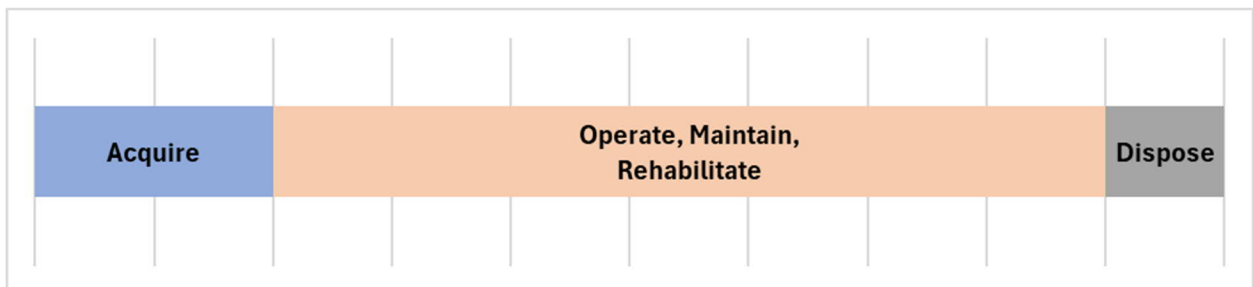 Acquire
Operate, Maintain,
Rehabilitate
Dispose